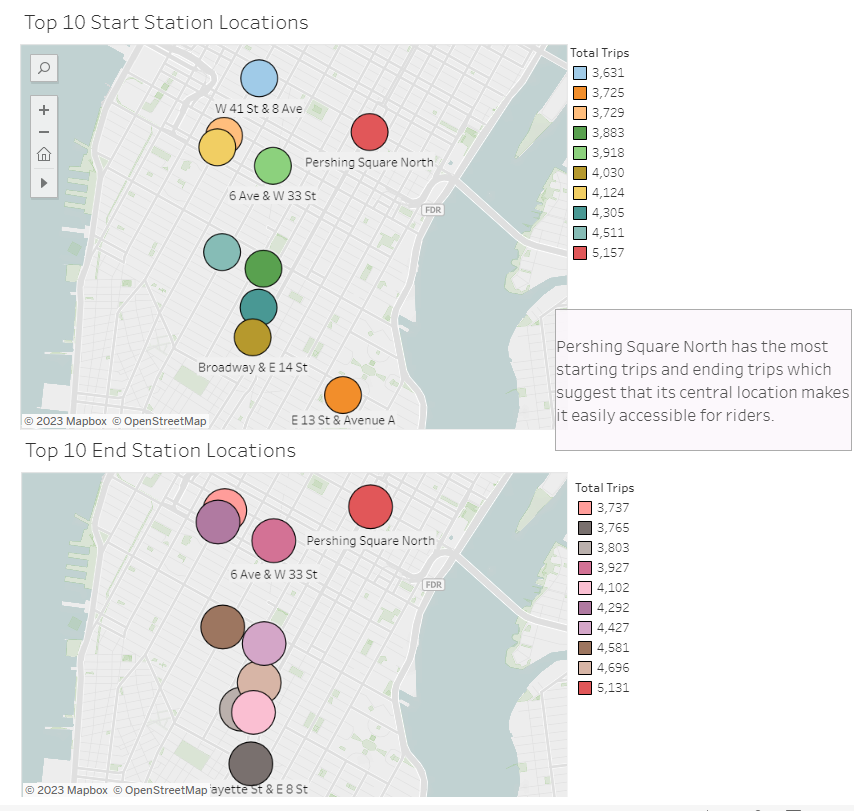 Top 10 Start Station Locations
W 41 St & 8 Ave
Pershing Square North
6 Ave & W 33 St
FDR
Broadway & E 14 St
E 13 St & Avenue A
© 2023 Mapbox © OpenStreetMap
Total Trips
3,631
3,725
3,729
3,883
3,918
4,030
4,124
4,305
4,511
5,157
Pershing Square North has the most
starting trips and ending trips which
suggest that its central location makes
it easily accessible for riders.
Top 10 End Station Locations
Pershing Square North
6 Ave & W 33 St
FDR
ayette St & E 8 St
© 2023 Mapbox © OpenStreetMap
Total Trips
3,737
3,765
3,803
3,927
4,102
4,292
4,427
4,581
4,696
5,131